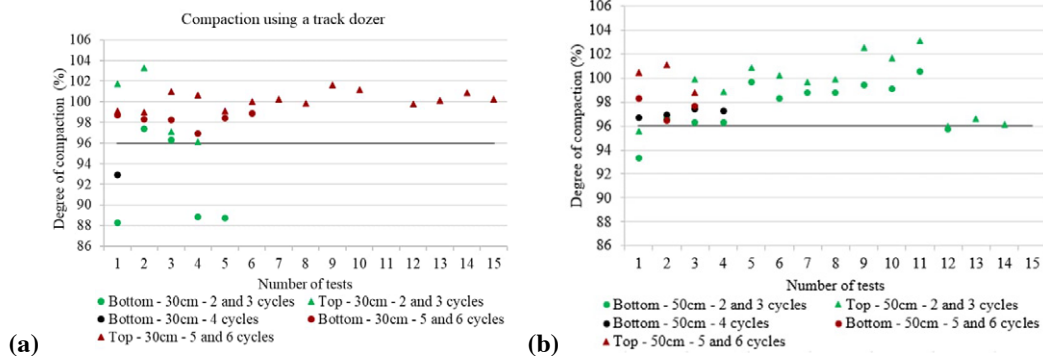 Compaction using a track dozer
Degree of compaction (%)
106
104
102
100
98
96
94
92
90
88
86
1 2 3 4 5 6 7 8 9 10 11 12 13 14 15
Number of tests
Bottom - 30cm - 2 and 3 cycles Top - 30cm - 2 and 3 cycles
Bottom - 30cm - 4 cycles Bottom - 30cm - 5 and 6 cycles
Top - 30cm - 5 and 6 cycles
(a)
Degree of compaction (%)
106
104
102
100
98
96
94
92
90
88
86
1 2 3 4 5 6 7 8 9 10 11 12 13 14 15
Number of tests
Bottom - 50cm - 2 and 3 cycles Top - 50cm - 2 and 3 cycles
Bottom - 50cm - 4 cycles Bottom - 50cm - 5 and 6 cycles
Top - 50cm - 5 and 6 cycles
(b)